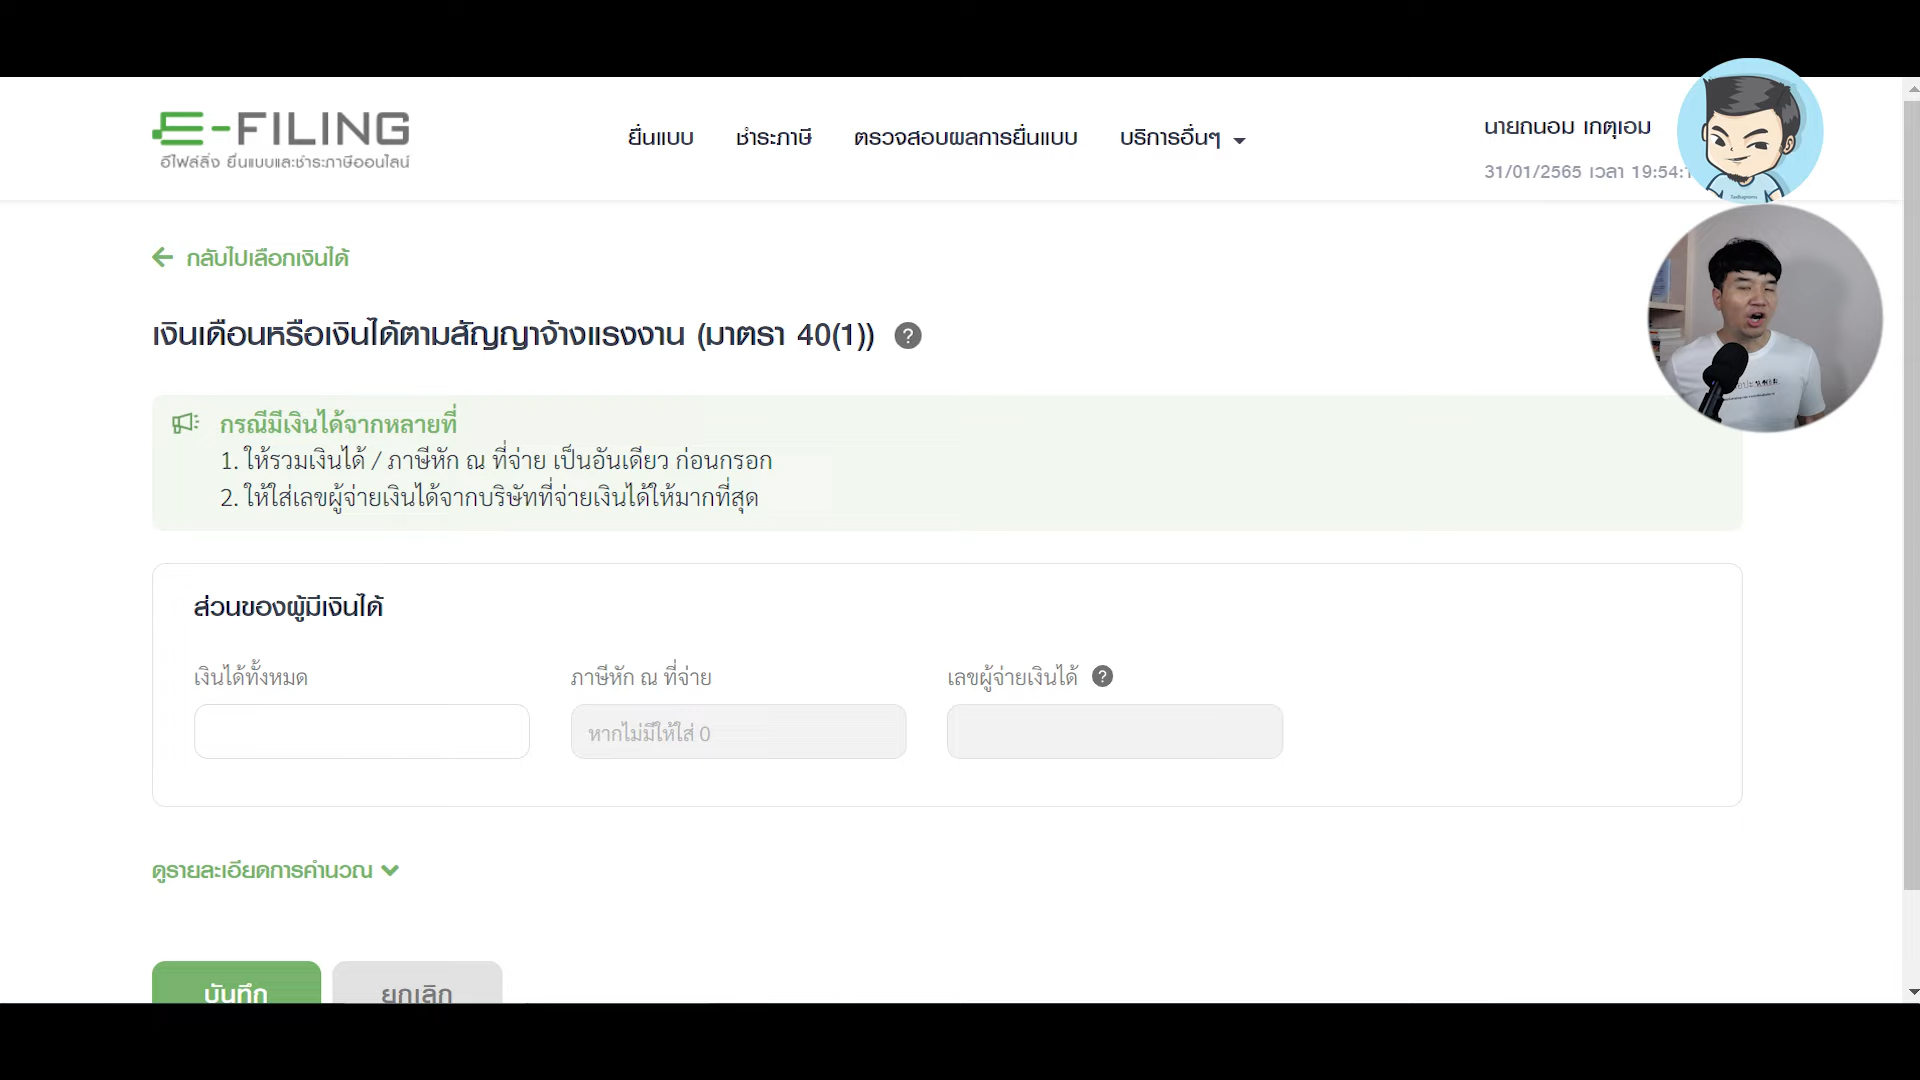 E-FILING
อีไฟล์ลิ่ง ยื่นแบบและชำระภาษีออนไลน์
ยื่นแบบ ชำระภาษี ตรวจสอบผลการยื่นแบบ บริการอื่นๆ
นายถนอม เกตุเอม
31/01/2565 เวลา 19:54:1
กลับไปเลือกเงินได้
เงินเดือนหรือเงินได้ตามสัญญาจ้างแรงงาน (มาตรา 40(1)) ?
กรณีมีเงินได้จากหลายที่
1. ให้รวมเงินได้ / ภาษีหัก ณ ที่จ่าย เป็นอันเดียว ก่อนกรอก
2. ให้ใส่เลขผู้จ่ายเงินได้จากบริษัทที่จ่ายเงินได้ให้มากที่สุด
ส่วนของผู้มีเงินได้
เงินได้ทั้งหมด ภาษีหัก ณ ที่จ่าย เลขผู้จ่ายเงินได้ ?
หากไม่มีให้ใส่ 0
ดูรายละเอียดการคำนวณ
บันทึก ยกเลิก